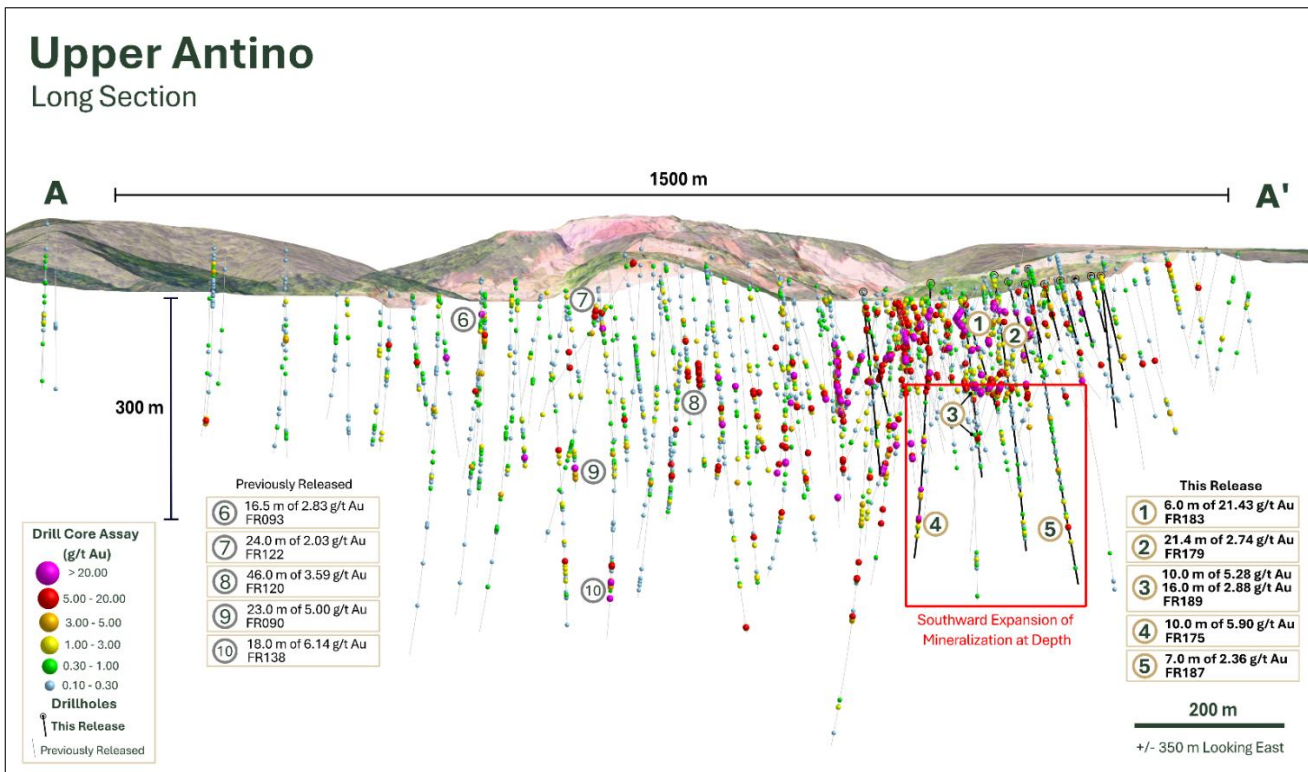 Upper Antino
Long Section
A
1500 m
A'
300 m
6
7
8
9
10
1
2
3
4
5
Previously Released
6 16.5 m of 2.83 g/t Au
FR093
7 24.0 m of 2.03 g/t Au
FR122
8 46.0 m of 3.59 g/t Au
FR120
9 23.0 m of 5.00 g/t Au
FR090
10 18.0 m of 6.14 g/t Au
FR138
Drill Core Assay
(g/t Au)
> 20.00
5.00 - 20.00
3.00 - 5.00
1.00 - 3.00
0.30 - 1.00
0.10 - 0.30
Drillholes
This Release
Previously Released
Southward Expansion of
Mineralization at Depth
This Release
1 6.0 m of 21.43 g/t Au
FR183
2 21.4 m of 2.74 g/t Au
FR179
3 10.0 m of 5.28 g/t Au
16.0 m of 2.88 g/t Au
FR189
4 10.0 m of 5.90 g/t Au
FR175
5 7.0 m of 2.36 g/t Au
FR187
200 m
+/- 350 m Looking East